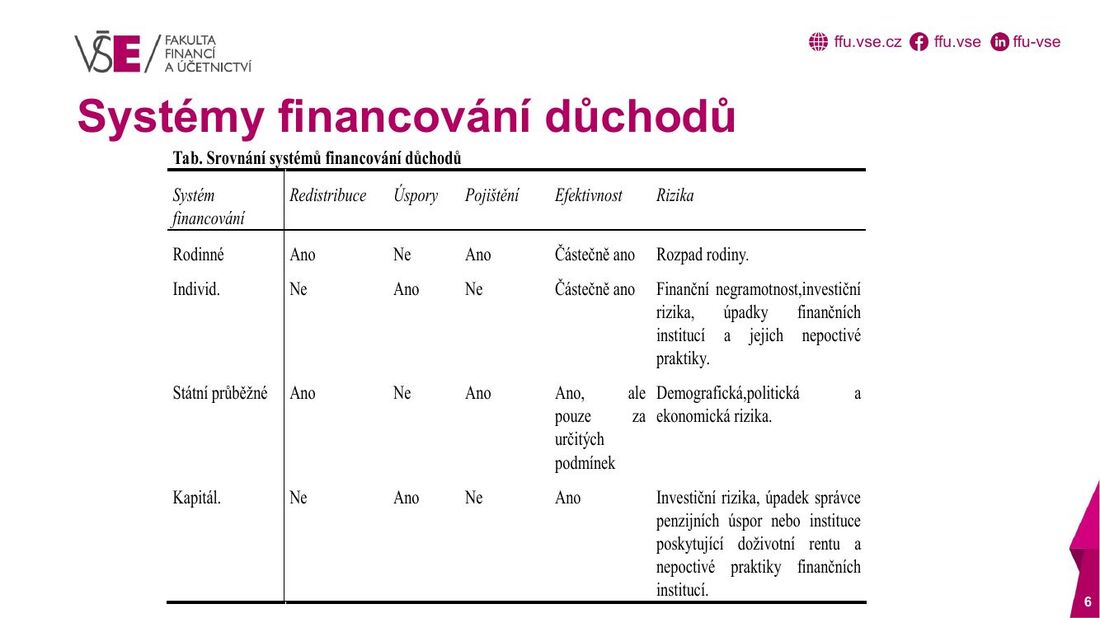 VŠE / FAKULTA
FINANCÍ
A ÚČETNICTVÍ
ffu.vse.cz ffu.vse ffu-vse
Systémy financování důchodů
Tab. Srovnání systémů financování důchodů
Systém financování Redistribuce Úspory Pojištění Efektivnost Rizika
Rodinné Ano Ne Ano Částečně ano Rozpad rodiny.
Individ. Ne Ano Ne Částečně ano Finanční negramotnost,investiční
rizika, úpadky finančních
institucí a jejich nepoctivé
praktiky.
Státní průběžné Ano Ne Ano Ano, ale pouze za určitých podmínek Demografická,politická a
ekonomická rizika.
Kapitál. Ne Ano Ne Ano Investiční rizika, úpadek správce
penzijních úspor nebo instituce
poskytující doživotní rentu a
nepoctivé praktiky finančních
institucí.
6